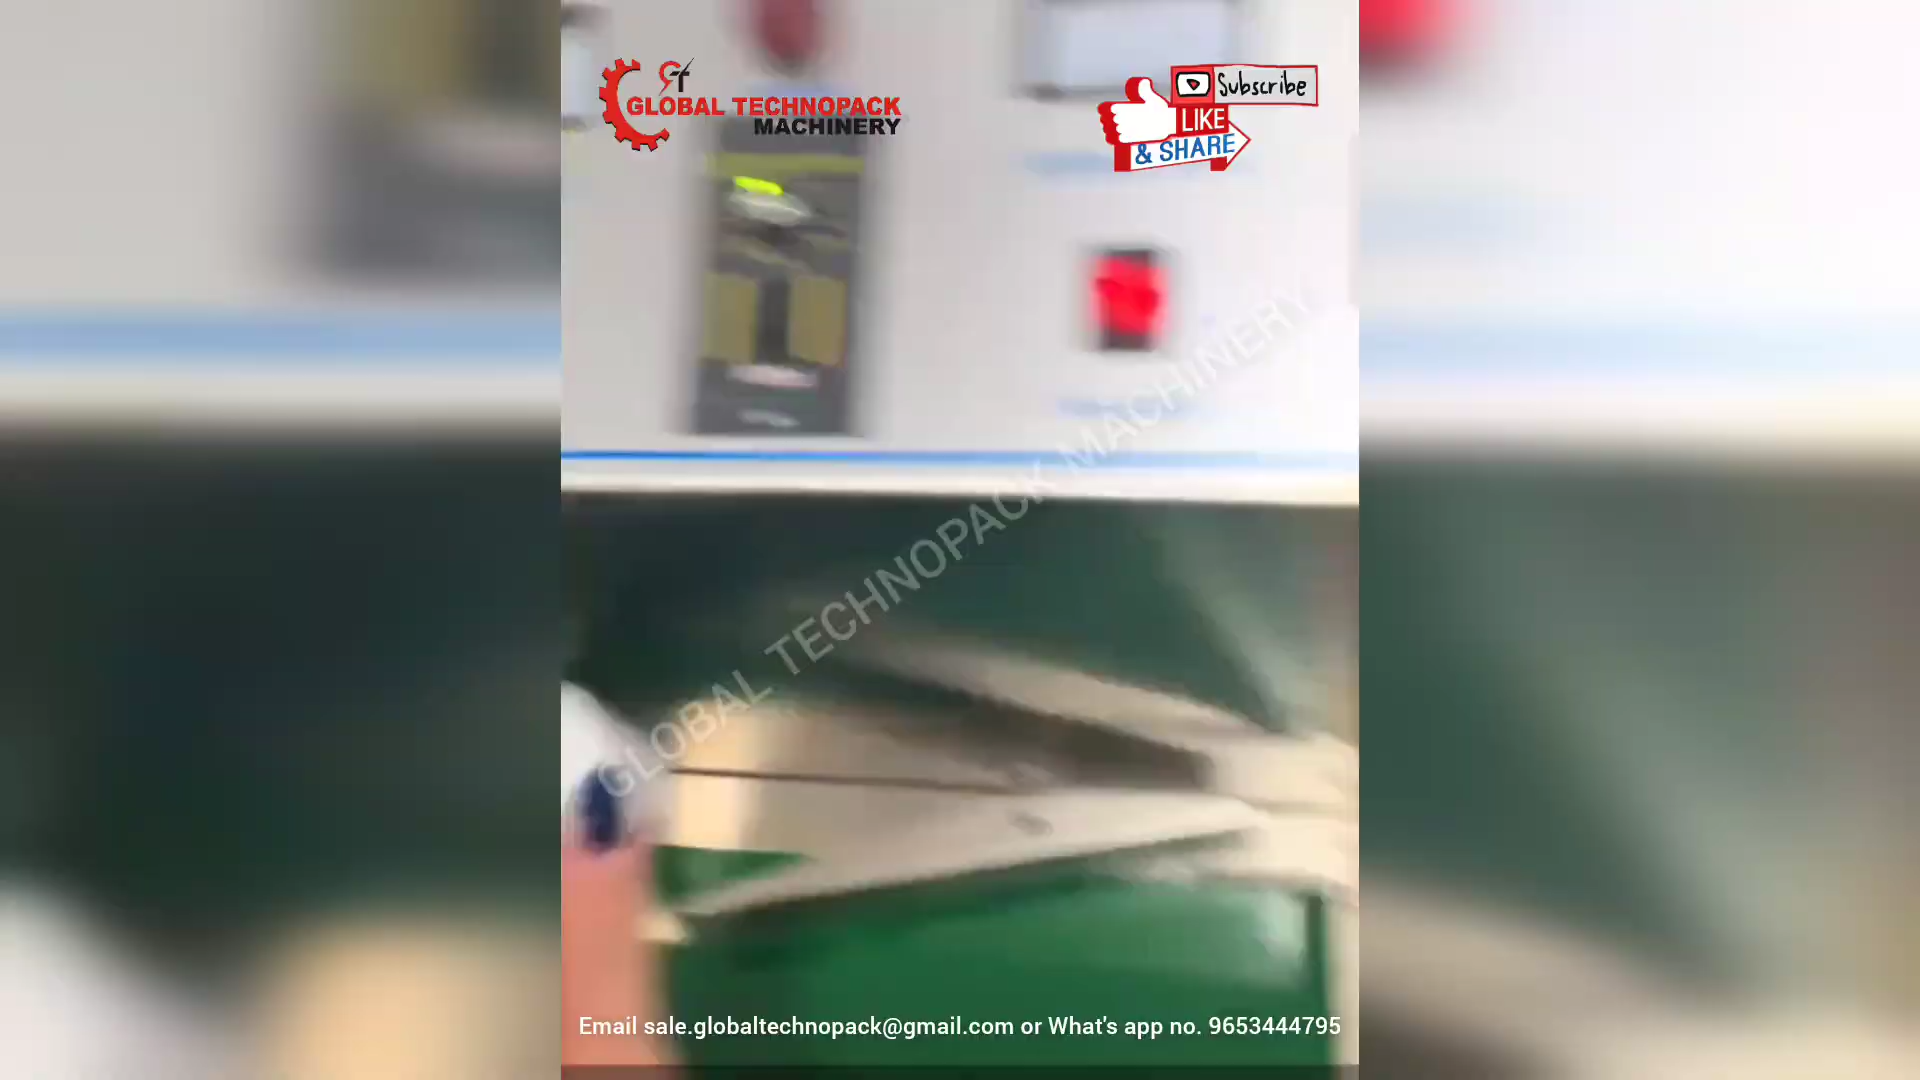 GT
GLOBAL TECHNOPACK
MACHINERY
Subscribe
LIKE
& SHARE
GLOBAL TECHNOPACK MACHINERY
Email sale.globaltechnopack@gmail.com or What's app no. 9653444795